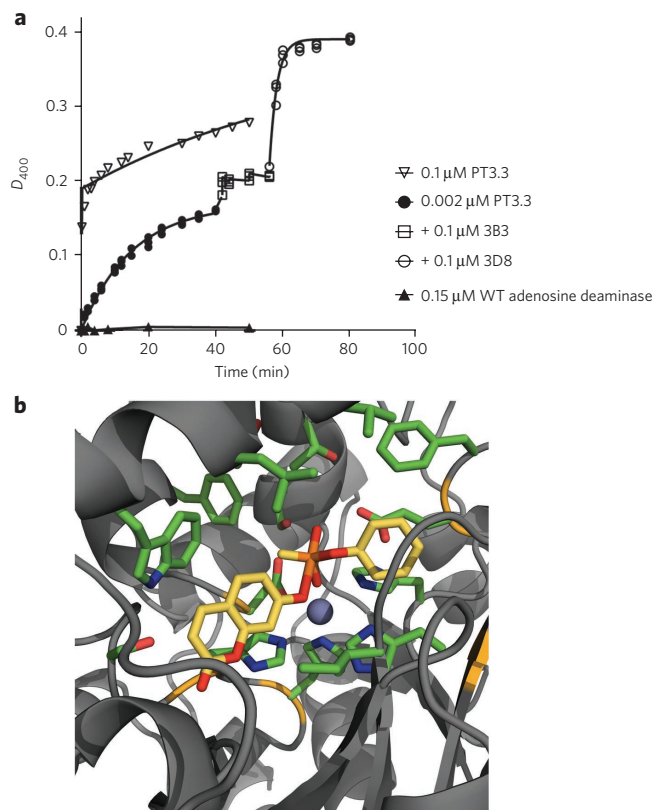 a
0.4
0.3
0.2
0.1
0
D400
0 20 40 60 80 100
Time (min)
0.1 µM PT3.3
0.002 µM PT3.3
+ 0.1 µM 3B3
+ 0.1 µM 3D8
0.15 µM WT adenosine deaminase
b